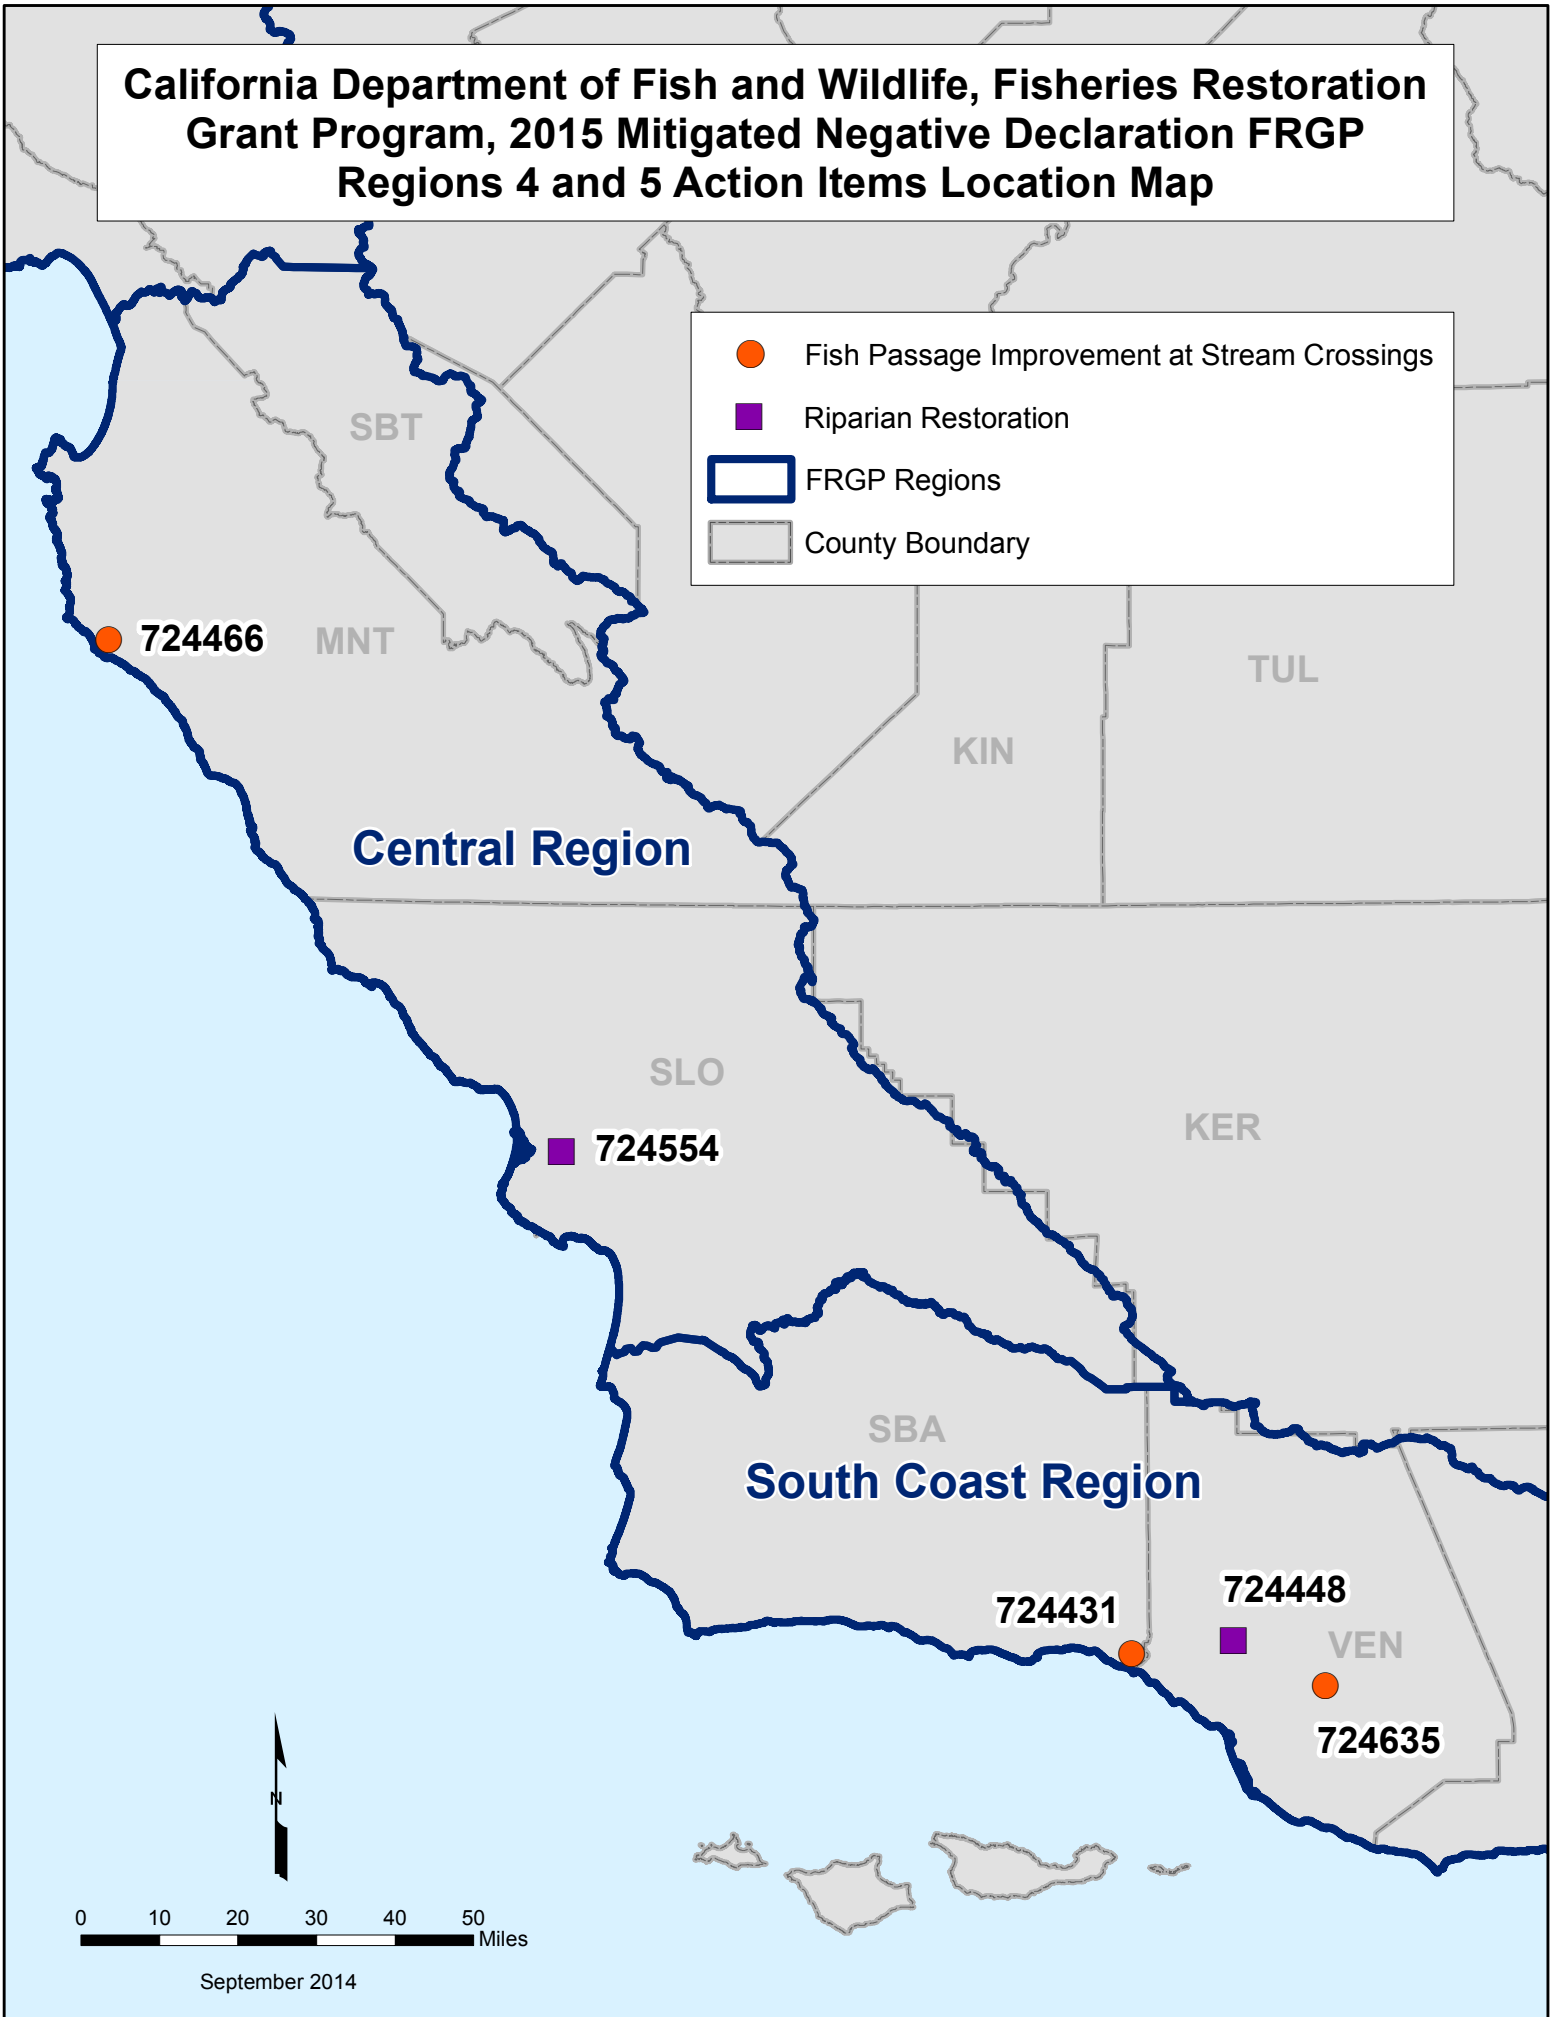 California Department of Fish and Wildlife, Fisheries Restoration
Grant Program, 2015 Mitigated Negative Declaration FRGP
Regions 4 and 5 Action Items Location Map
Fish Passage Improvement at Stream Crossings
Riparian Restoration
FRGP Regions
County Boundary
SBT
724466
MNT
TUL
KIN
Central Region
SLO
KER
724554
SBA
South Coast Region
724448
724431
VEN
724635
N
0 10 20 30 40 50
Miles
September 2014